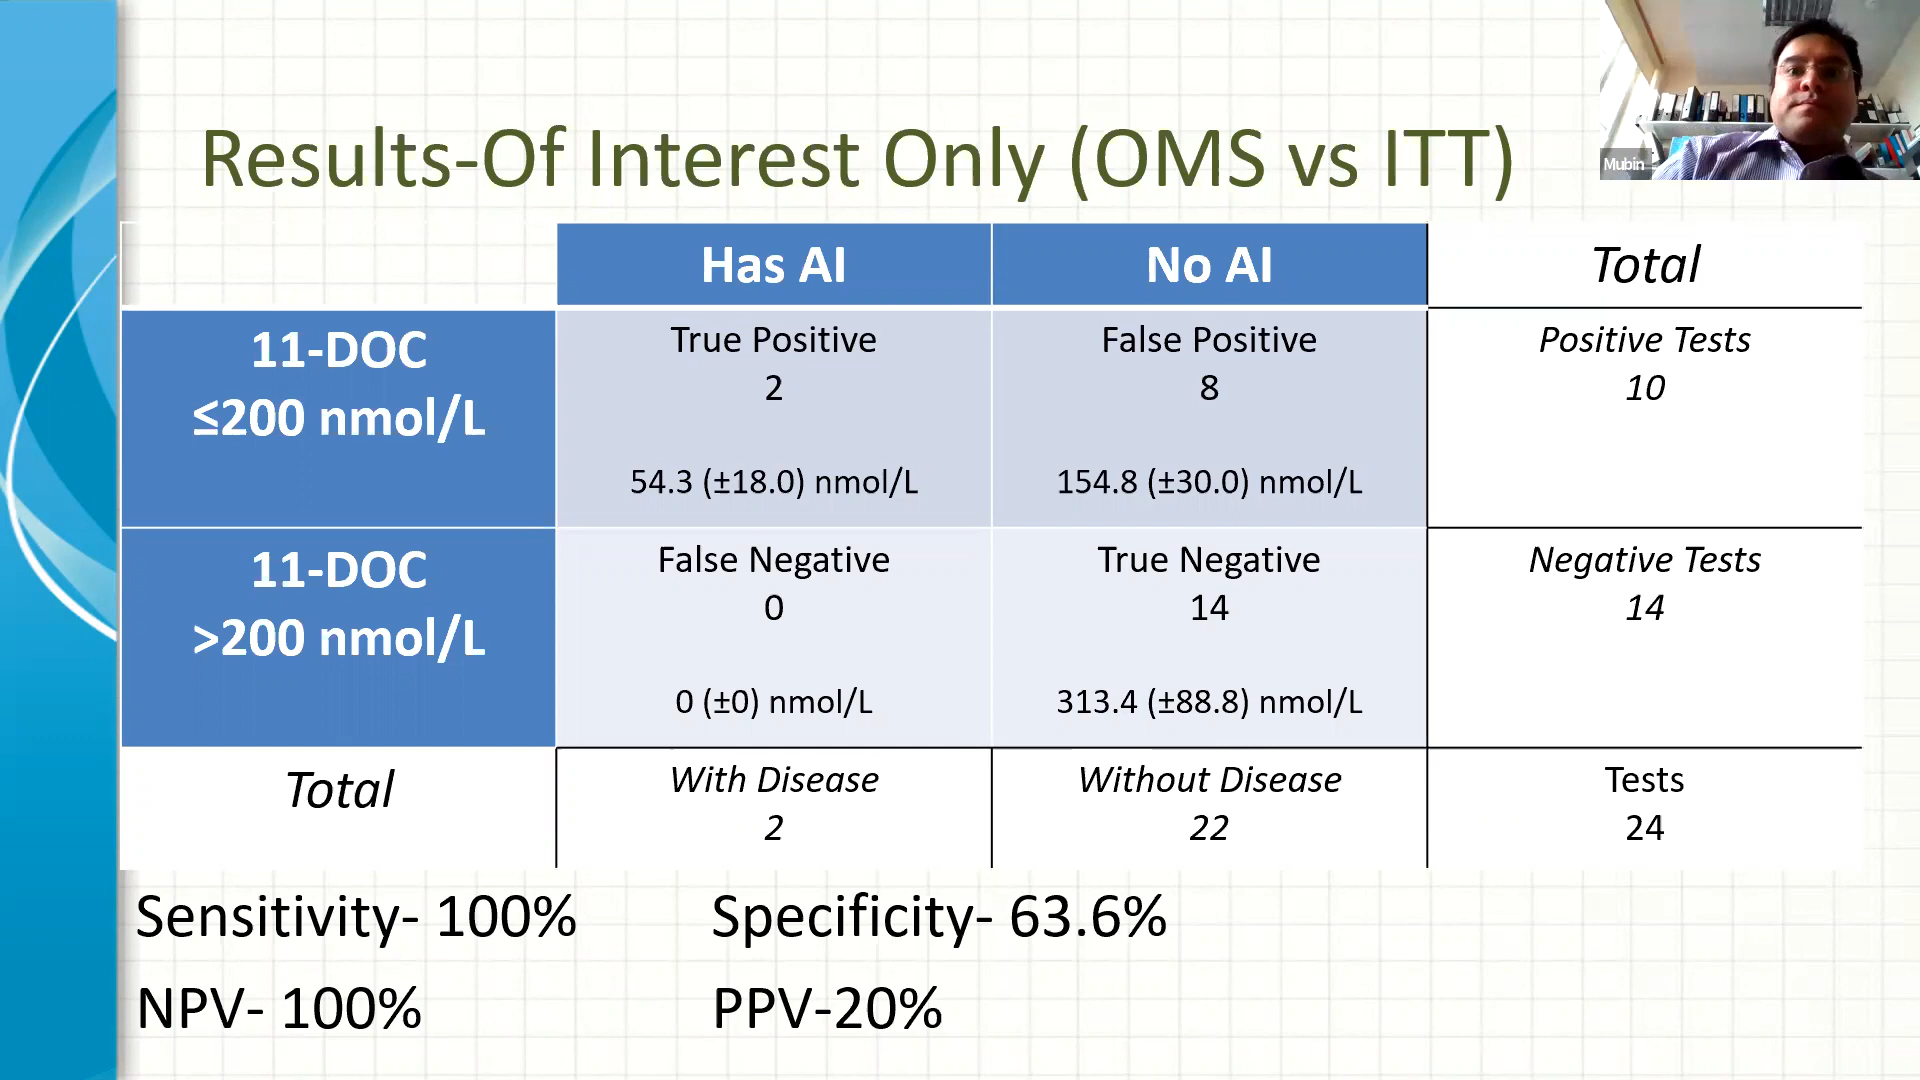 Results-Of Interest Only (OMS vs ITT)
Mubin
Has AI
No AI
Total
11-DOC
≤200 nmol/L
True Positive
2
54.3 (±18.0) nmol/L
False Positive
8
154.8 (±30.0) nmol/L
Positive Tests
10
11-DOC
>200 nmol/L
False Negative
0
0 (±0) nmol/L
True Negative
14
313.4 (±88.8) nmol/L
Negative Tests
14
Total
With Disease
2
Without Disease
22
Tests
24
Sensitivity- 100%
Specificity- 63.6%
NPV- 100%
PPV-20%